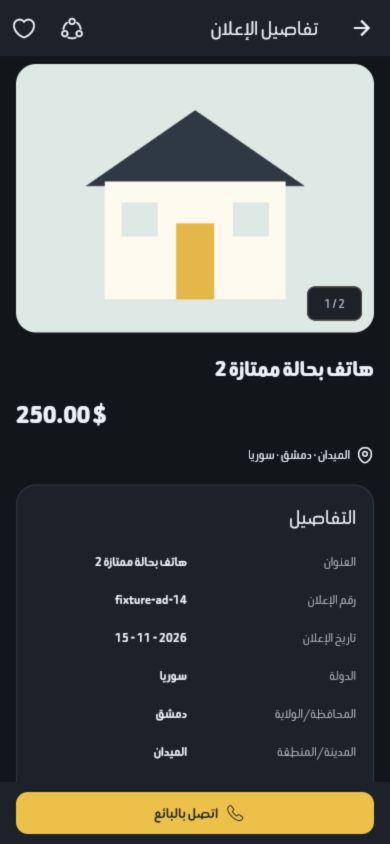 تفاصيل الإعلان
1/2
هاتف بحالة ممتازة 2
250.00$
الميدان · دمشق · سوريا
التفاصيل
العنوان هاتف بحالة ممتازة 2
رقم الإعلان fixture-ad-14
تاريخ الإعلان 15-11-2026
الدولة سوريا
المحافظة/الولاية دمشق
المدينة/المنطقة الميدان
اتصل بالبائع